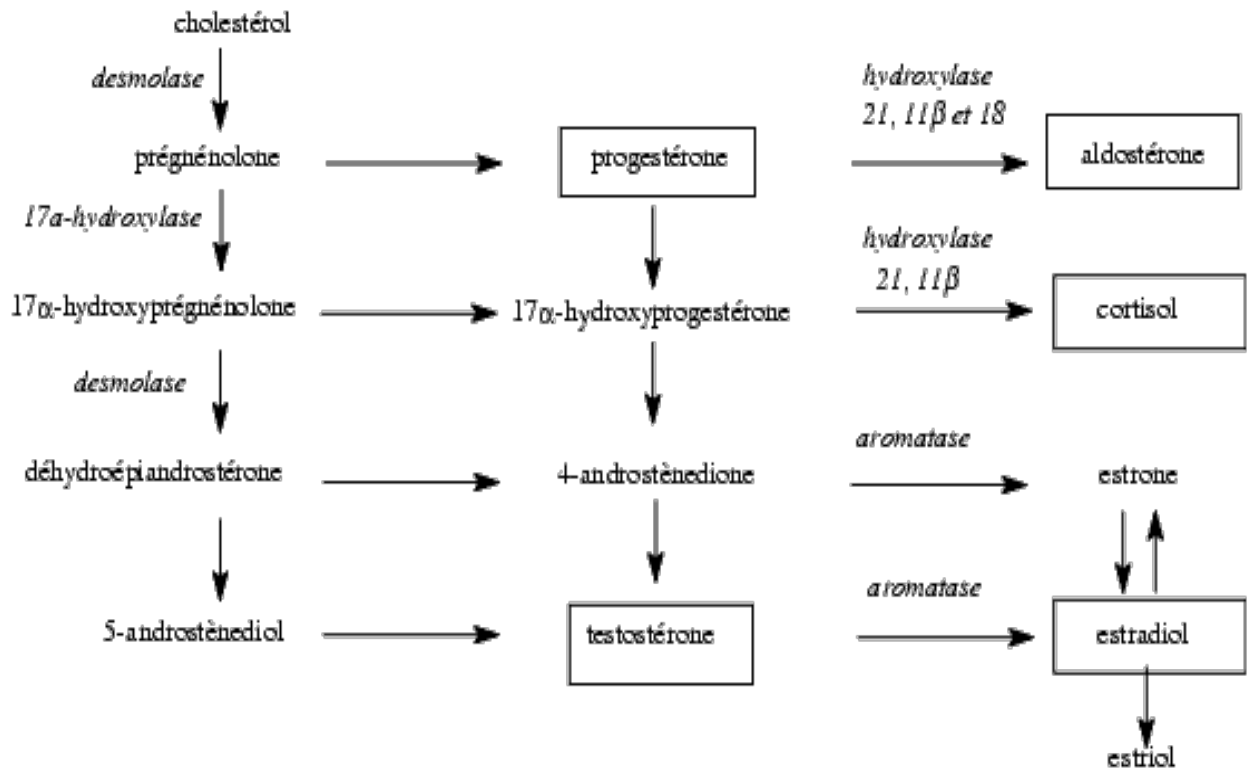 cholestérol
desmolase
hydroxylase
21, 11β et 18
prégnénolone
progestérone
aldostérone
17a-hydroxylase
hydroxylase
21, 11β
17α-hydroxyprégnénolone
17α-hydroxyprogestérone
cortisol
desmolase
aromatase
déhydroépiandrostérone
4-androstènedione
estrone
aromatase
5-androstènediol
testostérone
estradiol
estriol